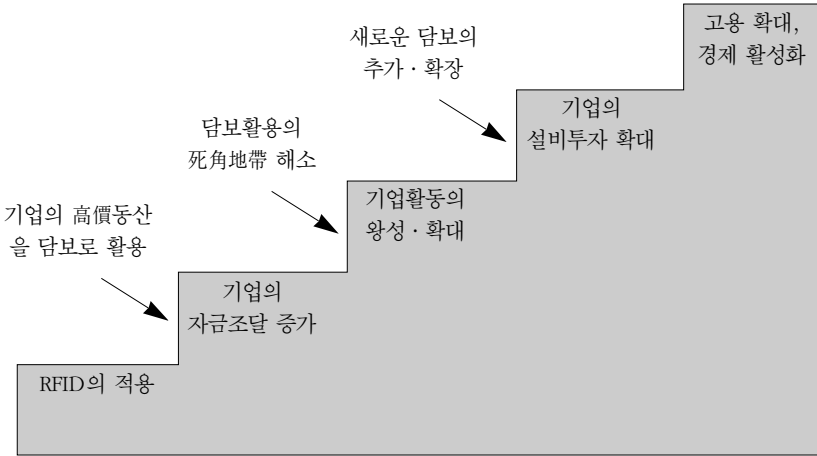 고용 확대,
경제 활성화
새로운 담보의
추가 · 확장
기업의
설비투자 확대
담보활용의
死角地帶 해소
기업활동의
왕성 · 확대
기업의 高價동산
을 담보로 활용
기업의
자금조달 증가
RFID의 적용